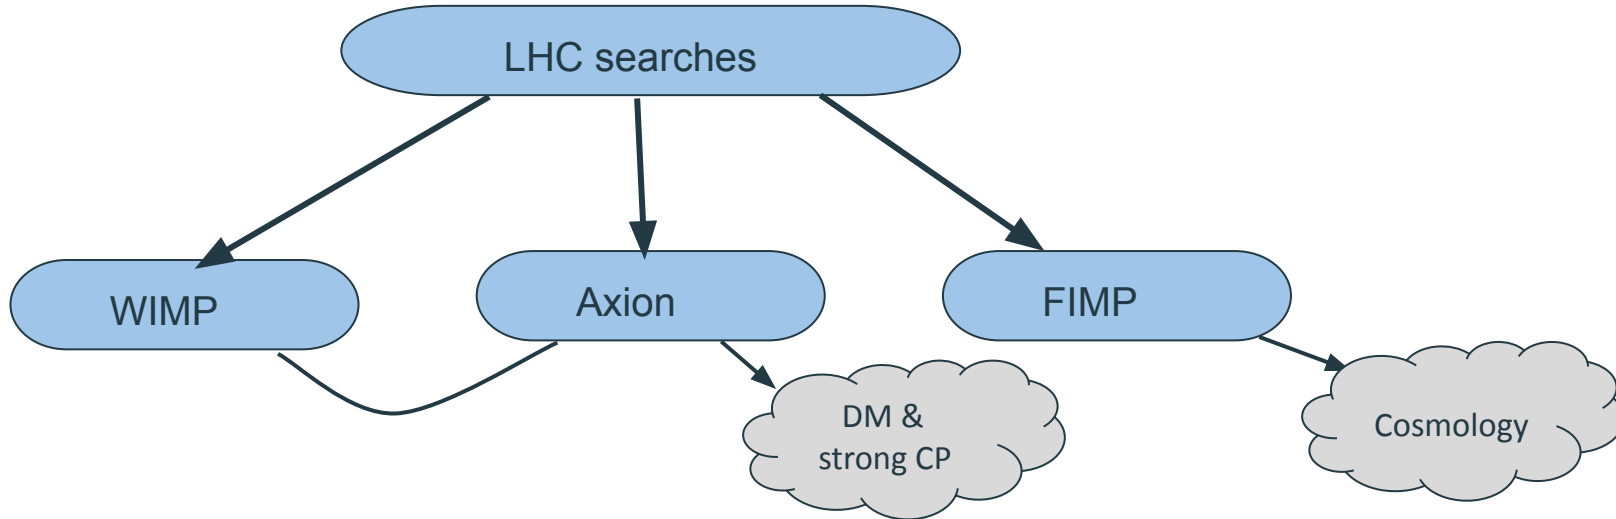 LHC searches
WIMP
Axion
FIMP
DM &
strong CP
Cosmology